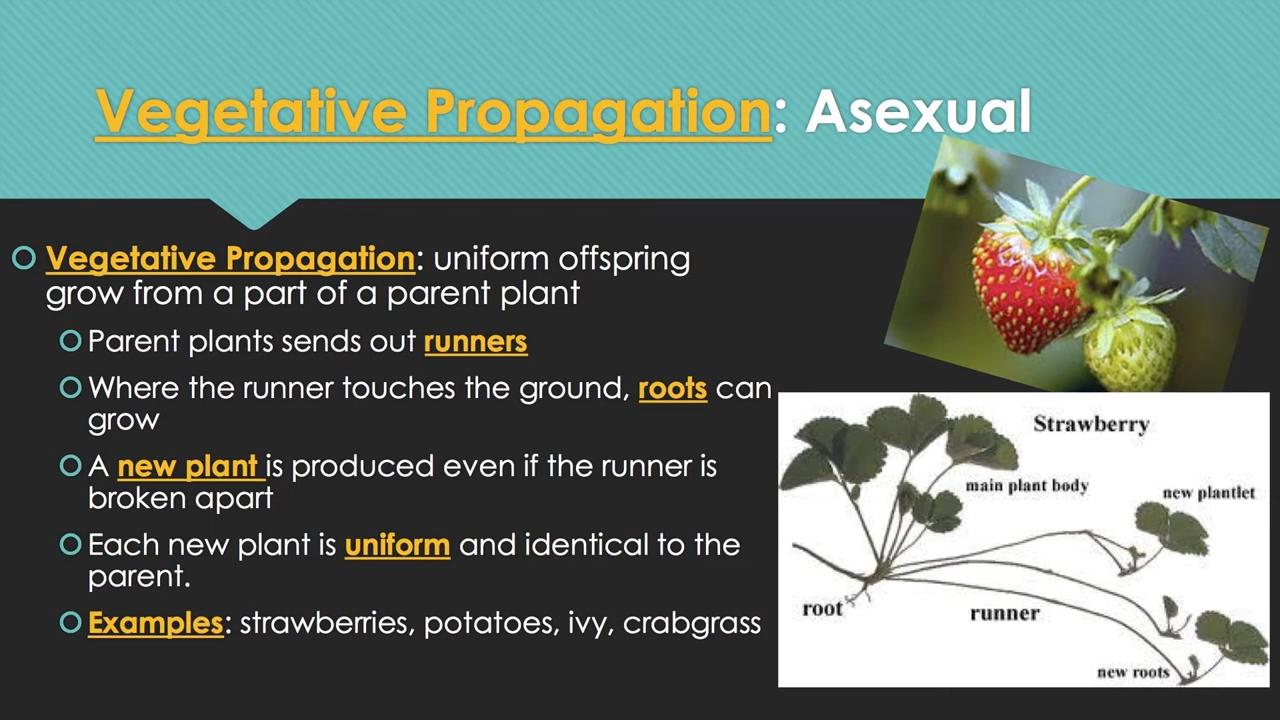 Vegetative Propagation: Asexual
Vegetative Propagation: uniform offspring
grow from a part of a parent plant
Parent plants sends out runners
Where the runner touches the ground, roots can
grow
A new plant is produced even if the runner is
broken apart
Each new plant is uniform and identical to the
parent.
Examples: strawberries, potatoes, ivy, crabgrass
Strawberry
main plant body
new plantlet
root
runner
new roots